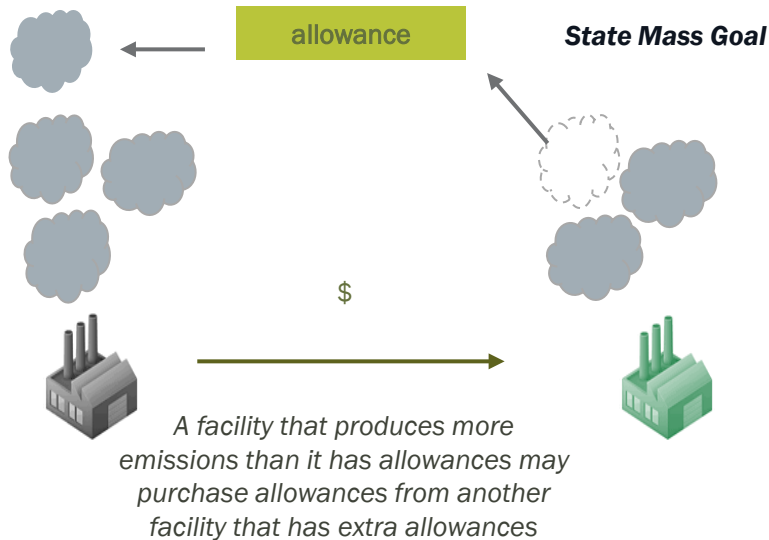 allowance
State Mass Goal
$
A facility that produces more
emissions than it has allowances may
purchase allowances from another
facility that has extra allowances